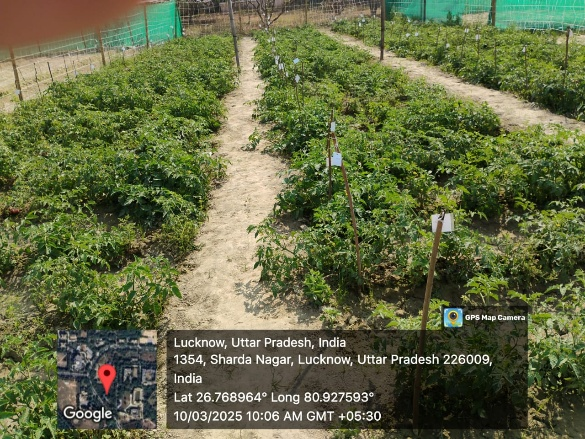 GPS Map Camera
Lucknow, Uttar Pradesh, India
1354, Sharda Nagar, Lucknow, Uttar Pradesh 226009,
India
Lat 26.768964° Long 80.927593°
10/03/2025 10:06 AM GMT +05:30
Google